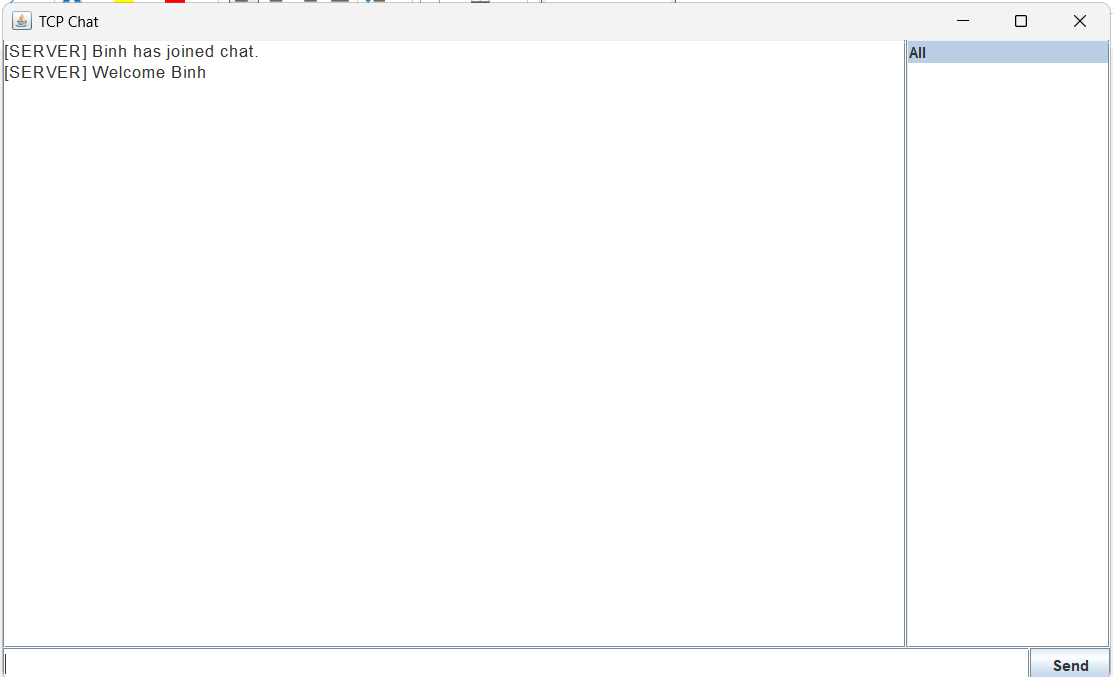 TCP Chat
[SERVER] Binh has joined chat.
[SERVER] Welcome Binh
All
Send